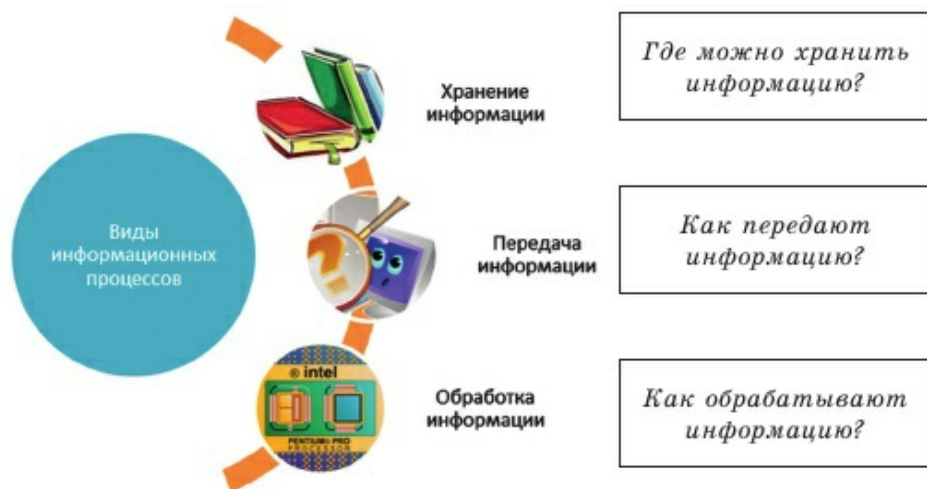 Виды
информационных
процессов
Хранение
информации
Где можно хранить
информацию?
Передача
информации
Как передают
информацию?
® intel
PENTIUM® PRO
PROCESSOR
Обработка
информации
Как обрабатывают
информацию?